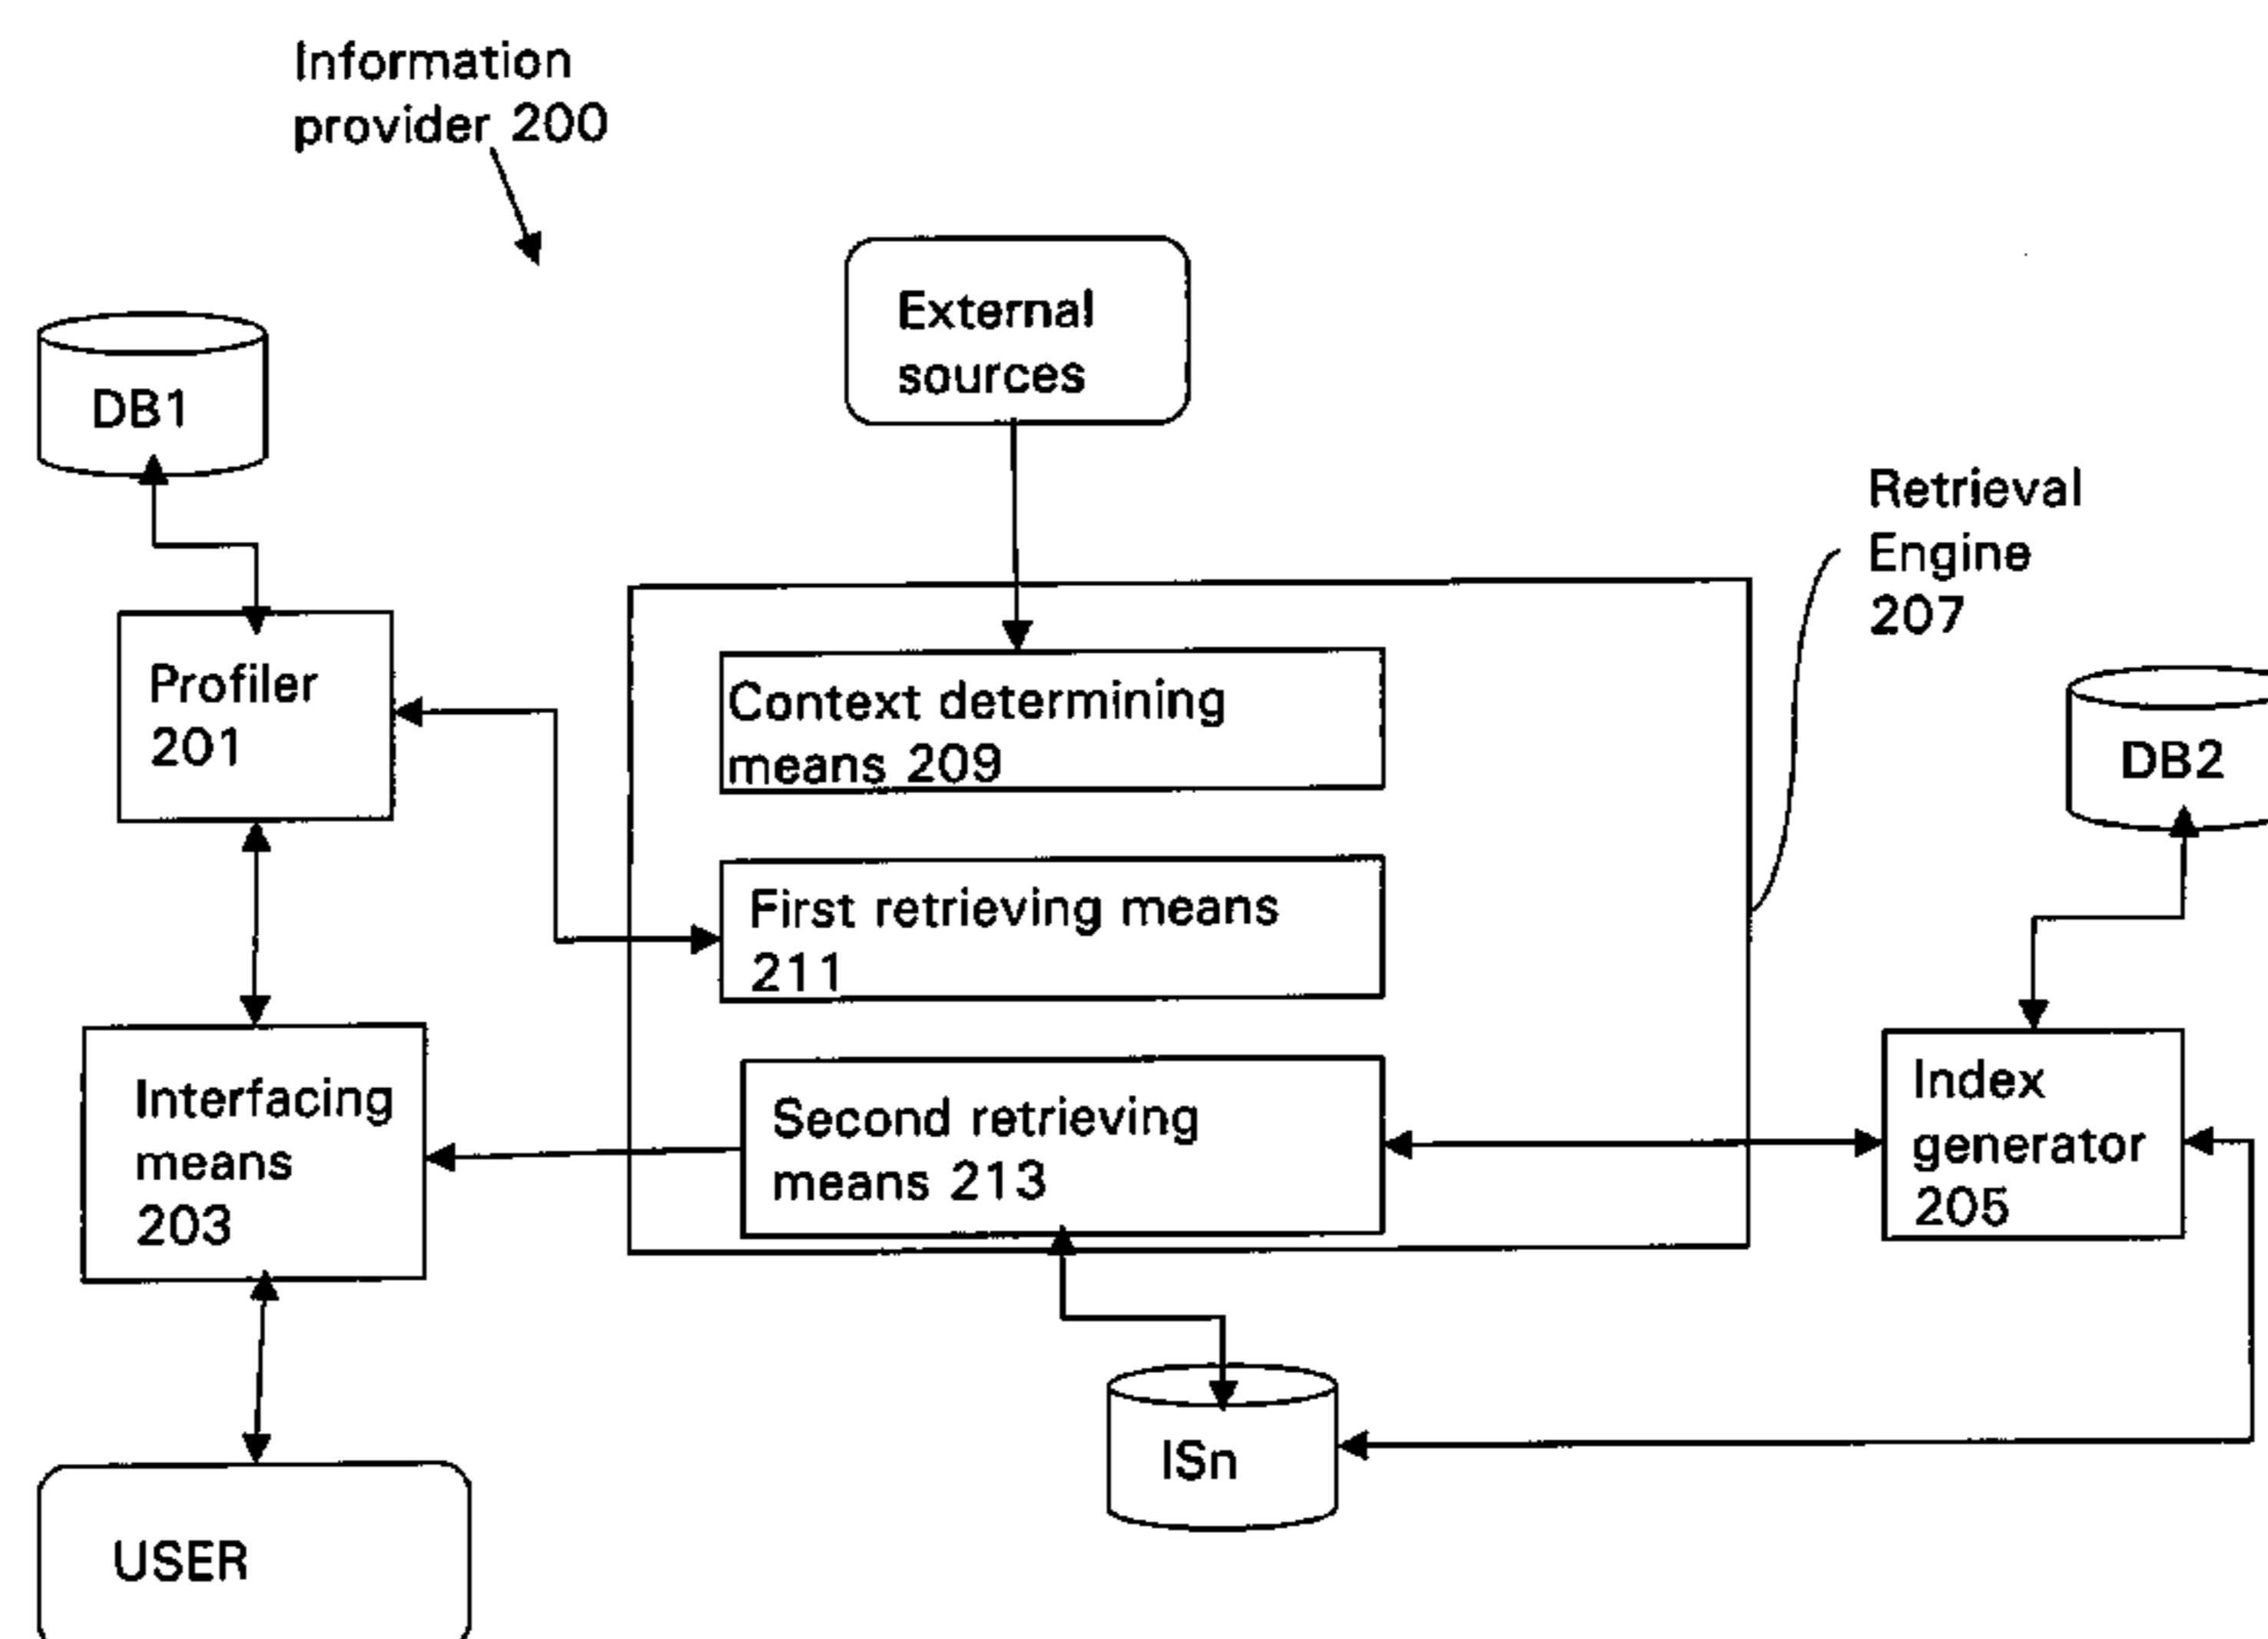 Information
provider 200
External
sources
DB1
Retrieval
Engine
207
Profiler
201
Context determining
means 209
DB2
First retrieving means
211
Interfacing
means
203
Second retrieving
means 213
Index
generator
205
ISn
USER